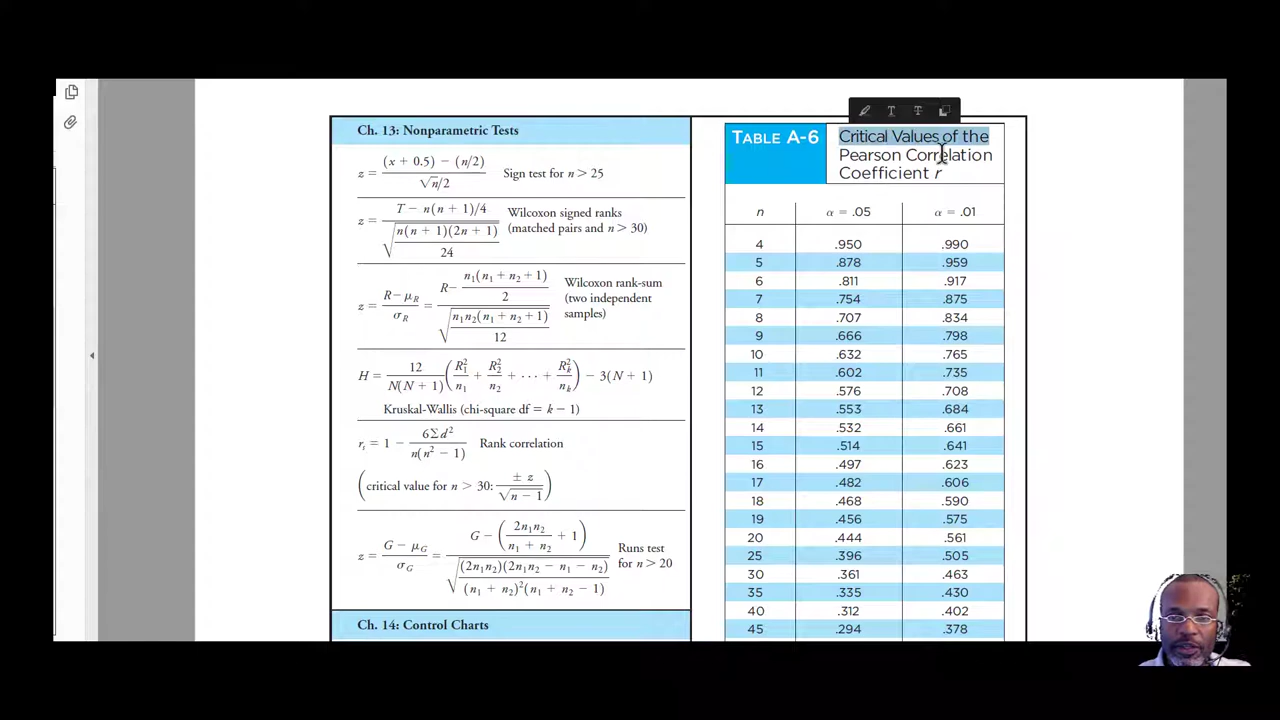 Ch. 13: Nonparametric Tests
z = (x + 0.5) − (n/2) / √n/2 Sign test for n > 25
z = T − n(n + 1)/4 / √n(n + 1)(2n + 1) / 24 Wilcoxon signed ranks
(matched pairs and n > 30)
z = R − μR / σR = R − n1(n1 + n2 + 1) / 2 / √n1n2(n1 + n2 + 1) / 12 Wilcoxon rank-sum
(two independent
samples)
H = 12 / N(N + 1) (R1² / n1 + R2² / n2 + · · · + Rk² / nk) − 3(N + 1)
Kruskal-Wallis (chi-square df = k − 1)
rs = 1 − 6Σd² / n(n² − 1) Rank correlation
(critical value for n > 30: ± z / √n − 1)
z = G − μG / σG = G − (2n1n2 / n1 + n2 + 1) / √(2n1n2)(2n1n2 − n1 − n2) / (n1 + n2)²(n1 + n2 − 1) Runs test
for n > 20
Ch. 14: Control Charts
TABLE A-6 Critical Values of the
Pearson Correlation
Coefficient r
n α = .05 α = .01
4 .950 .990
5 .878 .959
6 .811 .917
7 .754 .875
8 .707 .834
9 .666 .798
10 .632 .765
11 .602 .735
12 .576 .708
13 .553 .684
14 .532 .661
15 .514 .641
16 .497 .623
17 .482 .606
18 .468 .590
19 .456 .575
20 .444 .561
25 .396 .505
30 .361 .463
35 .335 .430
40 .312 .402
45 .294 .378